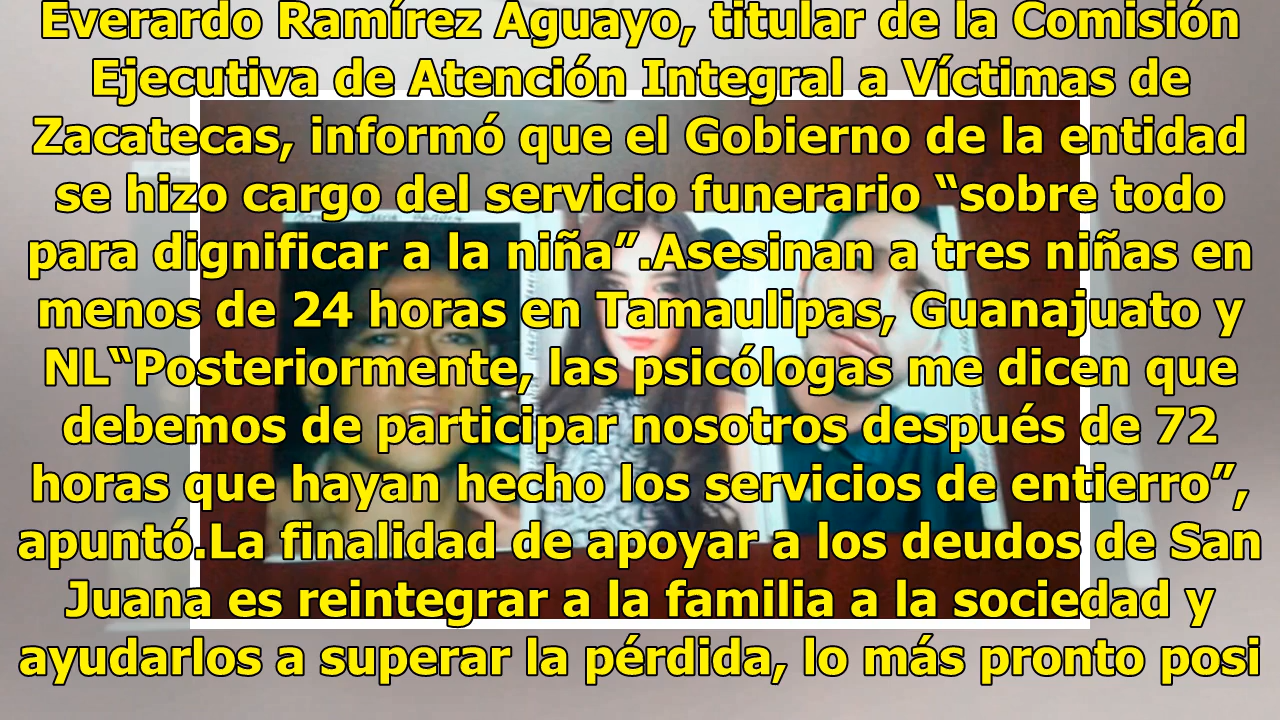 Everardo Ramírez Aguayo, titular de la Comisión
Ejecutiva de Atención Integral a Víctimas de
Zacatecas, informó que el Gobierno de la entidad
se hizo cargo del servicio funerario “sobre todo
para dignificar a la niña”.Asesinan a tres niñas en
menos de 24 horas en Tamaulipas, Guanajuato y
NL“Posteriormente, las psicólogas me dicen que
debemos de participar nosotros después de 72
horas que hayan hecho los servicios de entierro”,
apuntó.La finalidad de apoyar a los deudos de San
Juana es reintegrar a la familia a la sociedad y
ayudarlos a superar la pérdida, lo más pronto posi